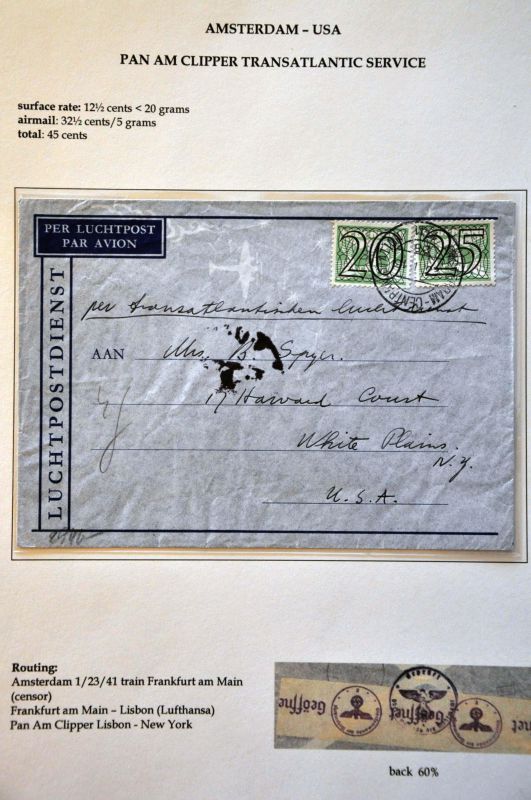 AMSTERDAM – USA
PAN AM CLIPPER TRANSATLANTIC SERVICE
surface rate: 12½ cents < 20 grams
airmail: 32½ cents/5 grams
total: 45 cents
PER LUCHTPOST
PAR AVION
20 25
LUCHTPOSTDIENST
per transatlantischen luchtdienst
AAN Mrs. B. Spyer.
17 Harvard Court
White Plains.
N.Y.
U.S.A.
Routing:
Amsterdam 1/23/41 train Frankfurt am Main
(censor)
Frankfurt am Main – Lisbon (Lufthansa)
Pan Am Clipper Lisbon - New York
Geöffnet Geöffnet Geöffnet
back 60%